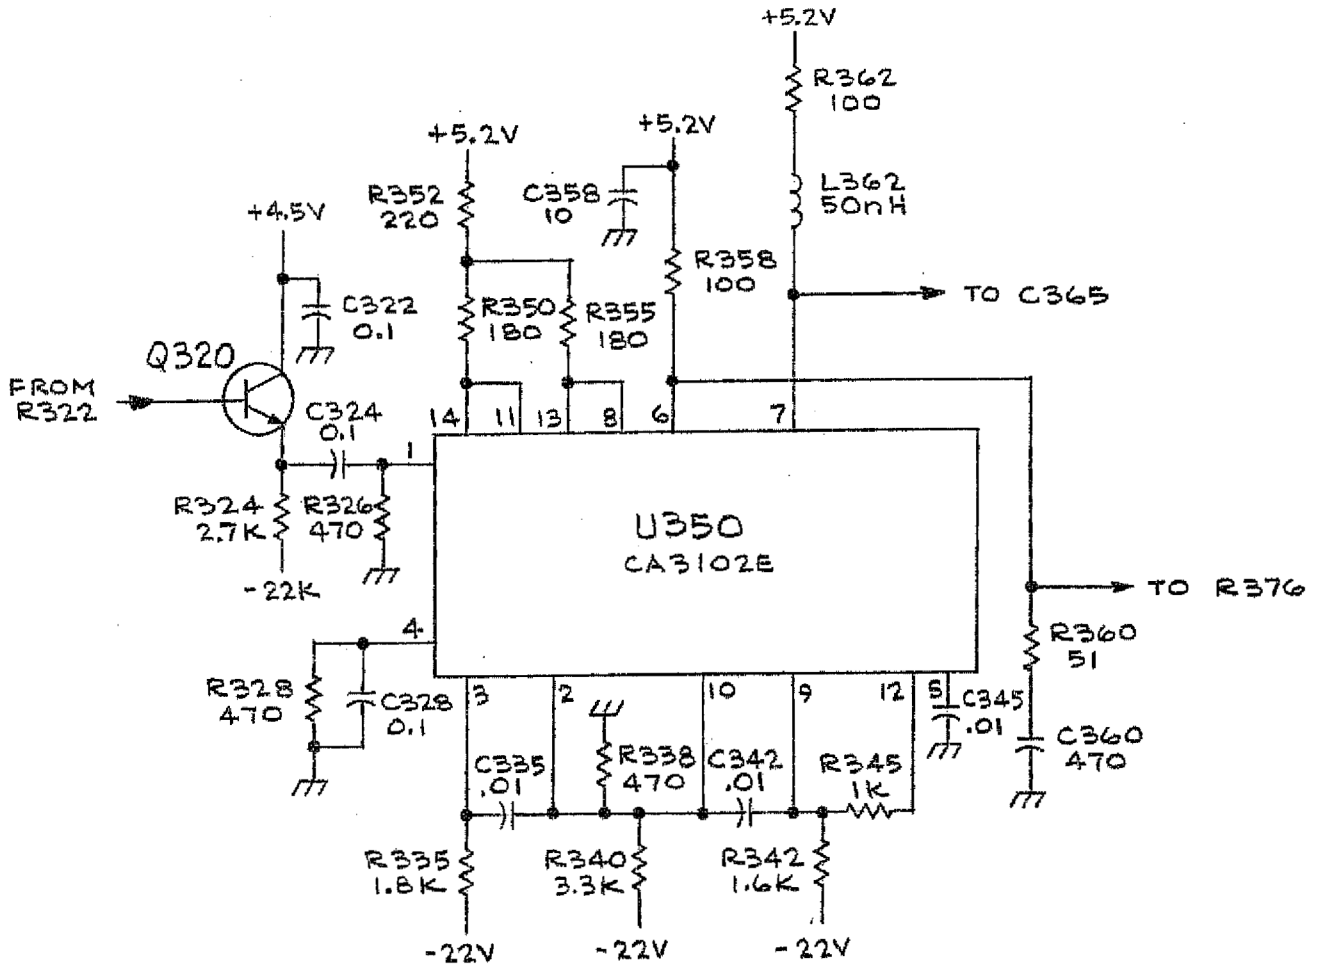 +5.2V
R362
100
+5.2V
+5.2V
R352
220
C358
10
L362
50nH
+4.5V
R358
100
C322
0.1
R350
180
R355
180
TO C365
Q320
FROM
R322
C324
0.1
14
11
13
8
6
7
1
R324
2.7K
R326
470
U350
CA3102E
-22K
TO R376
4
R360
51
R328
470
C328
0.1
3
2
10
9
12
5
C345
.01
C335
.01
R338
470
C342
.01
R345
1K
C360
470
R335
1.8K
R340
3.3K
R342
1.6K
-22V
-22V
-22V